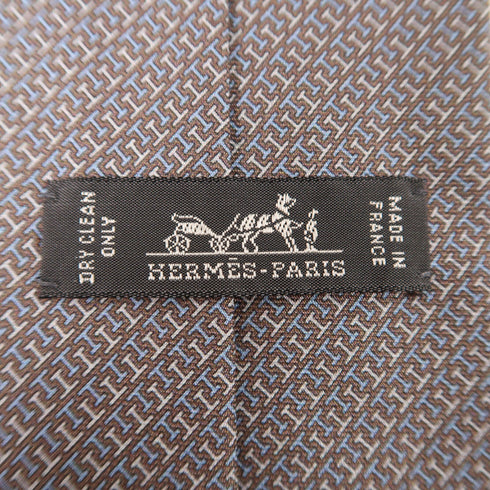 DRY CLEAN
ONLY
HERMÈS-PARIS
MADE IN
FRANCE